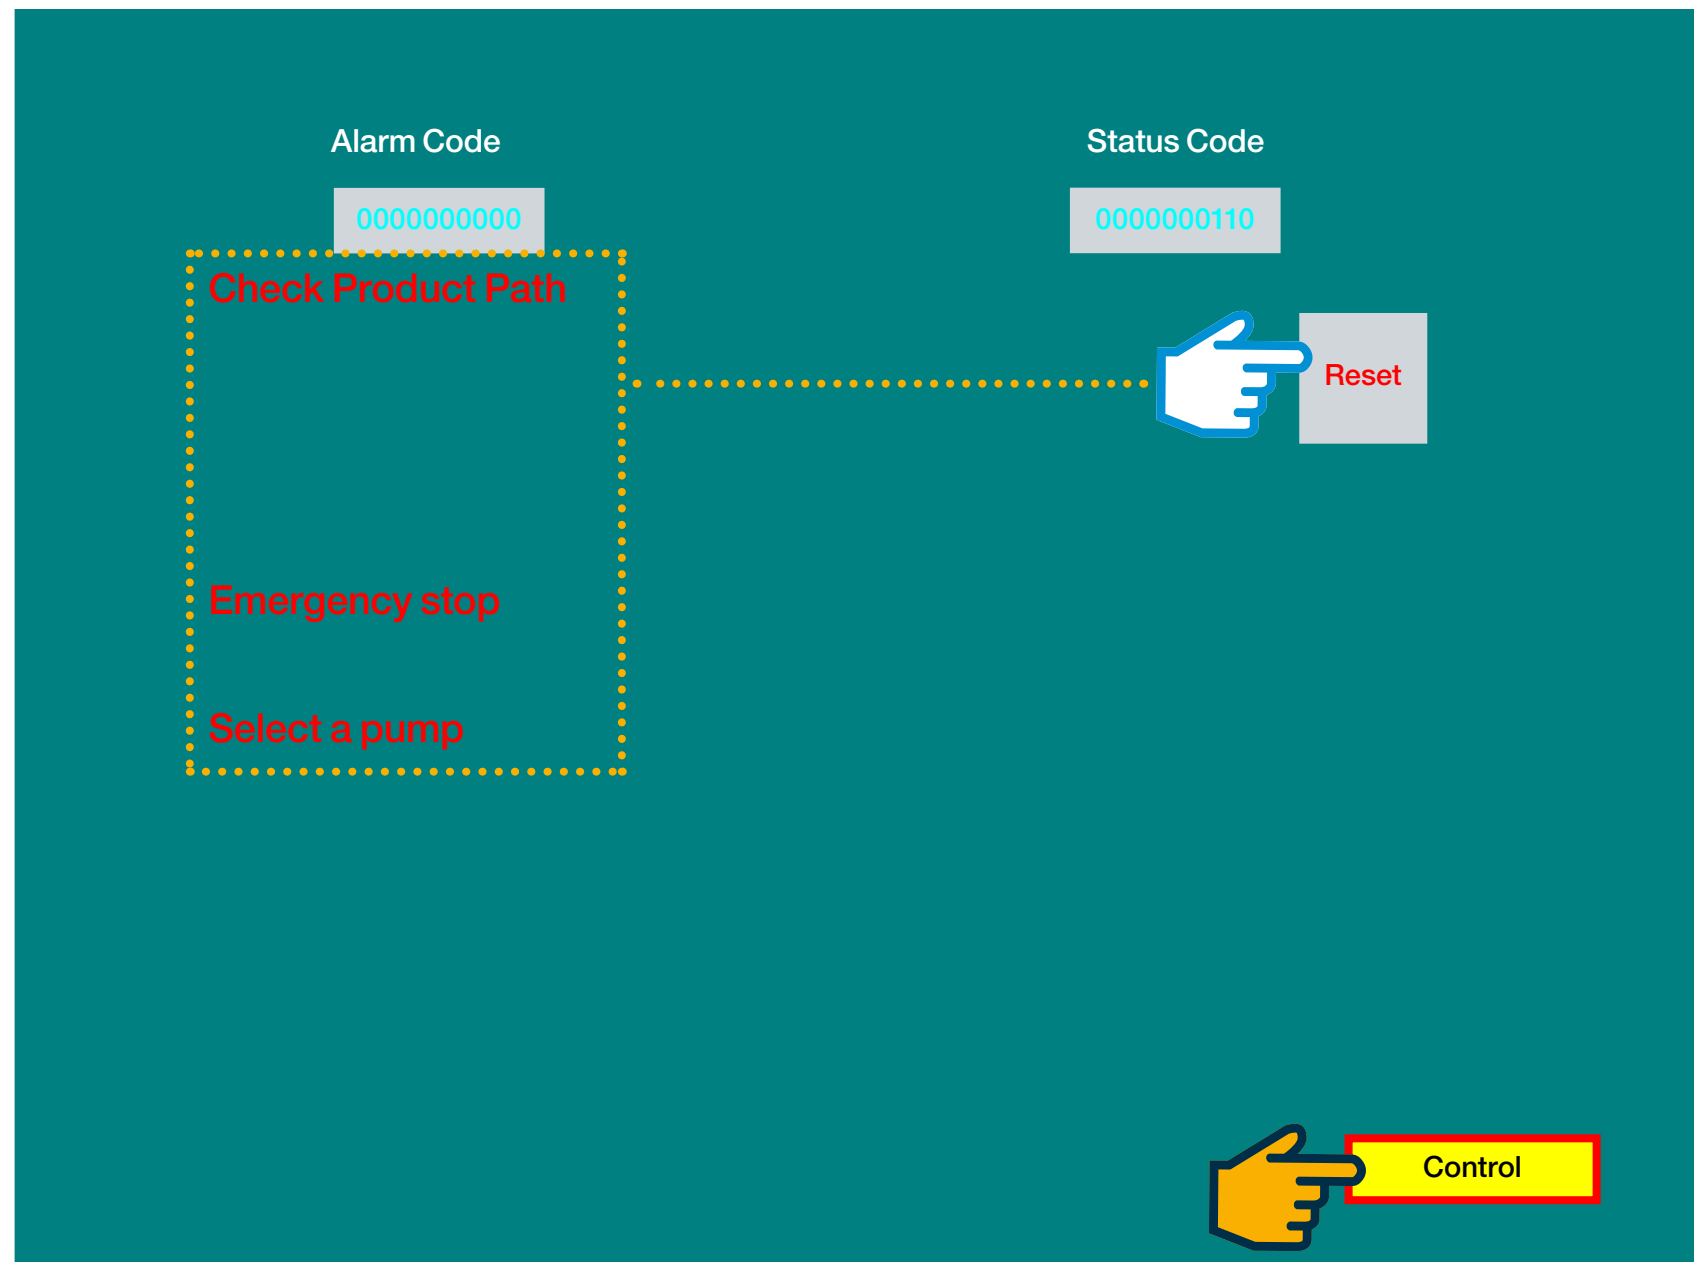 Alarm Code
Status Code
0000000000
0000000110
Check Product Path
Reset
Emergency stop
Select a pump
Control